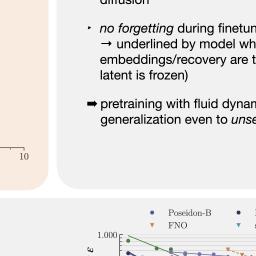 diffusion
‣ no forgetting during finetun
→ underlined by model wh
embeddings/recovery are t
latent is frozen)
➡ pretraining with fluid dynam
generalization even to unse
10
Poseidon-B
FNO
1.000
ε